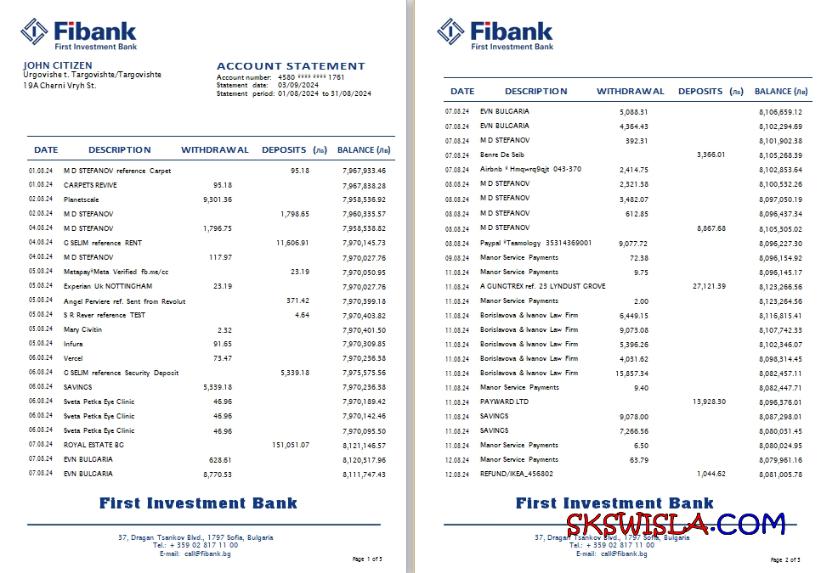 Fibank
First Investment Bank
JOHN CITIZEN
Urgovishe t. Targovishte/Targovishte
19A Cherni Vryh St.
ACCOUNT STATEMENT
Account number: 4580 **** **** 1761
Statement date: 03/09/2024
Statement period: 01/08/2024 to 31/08/2024
DATE DESCRIPTION WITHDRAWAL DEPOSITS (Лв) BALANCE (Лв)
01.08.24 M D STEFANOV reference Carpet 95.18 7,967,933.46
01.08.24 CARPETS REVIVE 95.18 7,967,838.28
02.08.24 Planetscale 9,301.36 7,958,536.92
02.08.24 M D STEFANOV 1,798.65 7,960,335.57
04.08.24 M D STEFANOV 1,796.75 7,958,538.82
04.08.24 G SELIM reference RENT 11,606.91 7,970,145.73
04.08.24 M D STEFANOV 117.97 7,970,027.76
05.08.24 Metapay*Meta Verified fb.me/cc 23.19 7,970,050.95
05.08.24 Experian Uk NOTTINGHAM 23.19 7,970,027.76
05.08.24 Angel Perviere ref. Sent from Revolut 371.42 7,970,399.18
05.08.24 S R Rever reference TEST 4.64 7,970,403.82
05.08.24 Mary Civitin 2.32 7,970,401.50
05.08.24 Infura 91.65 7,970,309.85
06.08.24 Vercel 73.47 7,970,236.38
06.08.24 G SELIM reference Security Deposit 5,339.18 7,975,575.56
06.08.24 SAVINGS 5,339.18 7,970,236.38
06.08.24 Sveta Petka Eye Clinic 46.96 7,970,189.42
06.08.24 Sveta Petka Eye Clinic 46.96 7,970,142.46
06.08.24 Sveta Petka Eye Clinic 46.96 7,970,095.50
07.08.24 ROYAL ESTATE BG 151,051.07 8,121,146.57
07.08.24 EVN BULGARIA 628.61 8,120,517.96
07.08.24 EVN BULGARIA 8,770.53 8,111,747.43
First Investment Bank
37, Dragan Tsankov Blvd., 1797 Sofia, Bulgaria
Tel.: + 359 02 817 11 00
E-mail: call@fibank.bg
Page 1 of 3
Fibank
First Investment Bank
DATE DESCRIPTION WITHDRAWAL DEPOSITS (Лв) BALANCE (Лв)
07.08.24 EVN BULGARIA 5,088.31 8,106,659.12
07.08.24 EVN BULGARIA 4,364.43 8,102,294.69
07.08.24 M D STEFANOV 392.31 8,101,902.38
07.08.24 Benre De Seib 3,366.01 8,105,268.39
07.08.24 Airbnb * Hmqwrq9qjt 043-370 2,414.75 8,102,853.64
08.08.24 M D STEFANOV 2,321.38 8,100,532.26
08.08.24 M D STEFANOV 3,482.07 8,097,050.19
08.08.24 M D STEFANOV 612.85 8,096,437.34
08.08.24 M D STEFANOV 8,867.68 8,105,305.02
08.08.24 Paypal *Teamology 35314369001 9,077.72 8,096,227.30
09.08.24 Manor Service Payments 72.38 8,096,154.92
11.08.24 Manor Service Payments 9.75 8,096,145.17
11.08.24 A GUNGTREX ref. 23 LYNDUST GROVE 27,121.39 8,123,266.56
11.08.24 Manor Service Payments 2.00 8,123,264.56
11.08.24 Borislavova & Ivanov Law Firm 6,449.15 8,116,815.41
11.08.24 Borislavova & Ivanov Law Firm 9,073.08 8,107,742.33
11.08.24 Borislavova & Ivanov Law Firm 5,396.26 8,102,346.07
11.08.24 Borislavova & Ivanov Law Firm 4,031.62 8,098,314.45
11.08.24 Borislavova & Ivanov Law Firm 15,857.34 8,082,457.11
11.08.24 Manor Service Payments 9.40 8,082,447.71
11.08.24 PAYWARD LTD 13,928.30 8,096,376.01
11.08.24 SAVINGS 9,078.00 8,087,298.01
11.08.24 SAVINGS 7,266.56 8,080,031.45
11.08.24 Manor Service Payments 6.50 8,080,024.95
12.08.24 Manor Service Payments 63.79 8,079,961.16
12.08.24 REFUND/IKEA_456802 1,044.62 8,081,005.78
First Investment Bank
SKSWISLA.COM
37, Dragan Tsankov Blvd., 1797 Sofia, Bulgaria
Tel.: + 359 02 817 11 00
E-mail: call@fibank.bg
Page 2 of 3